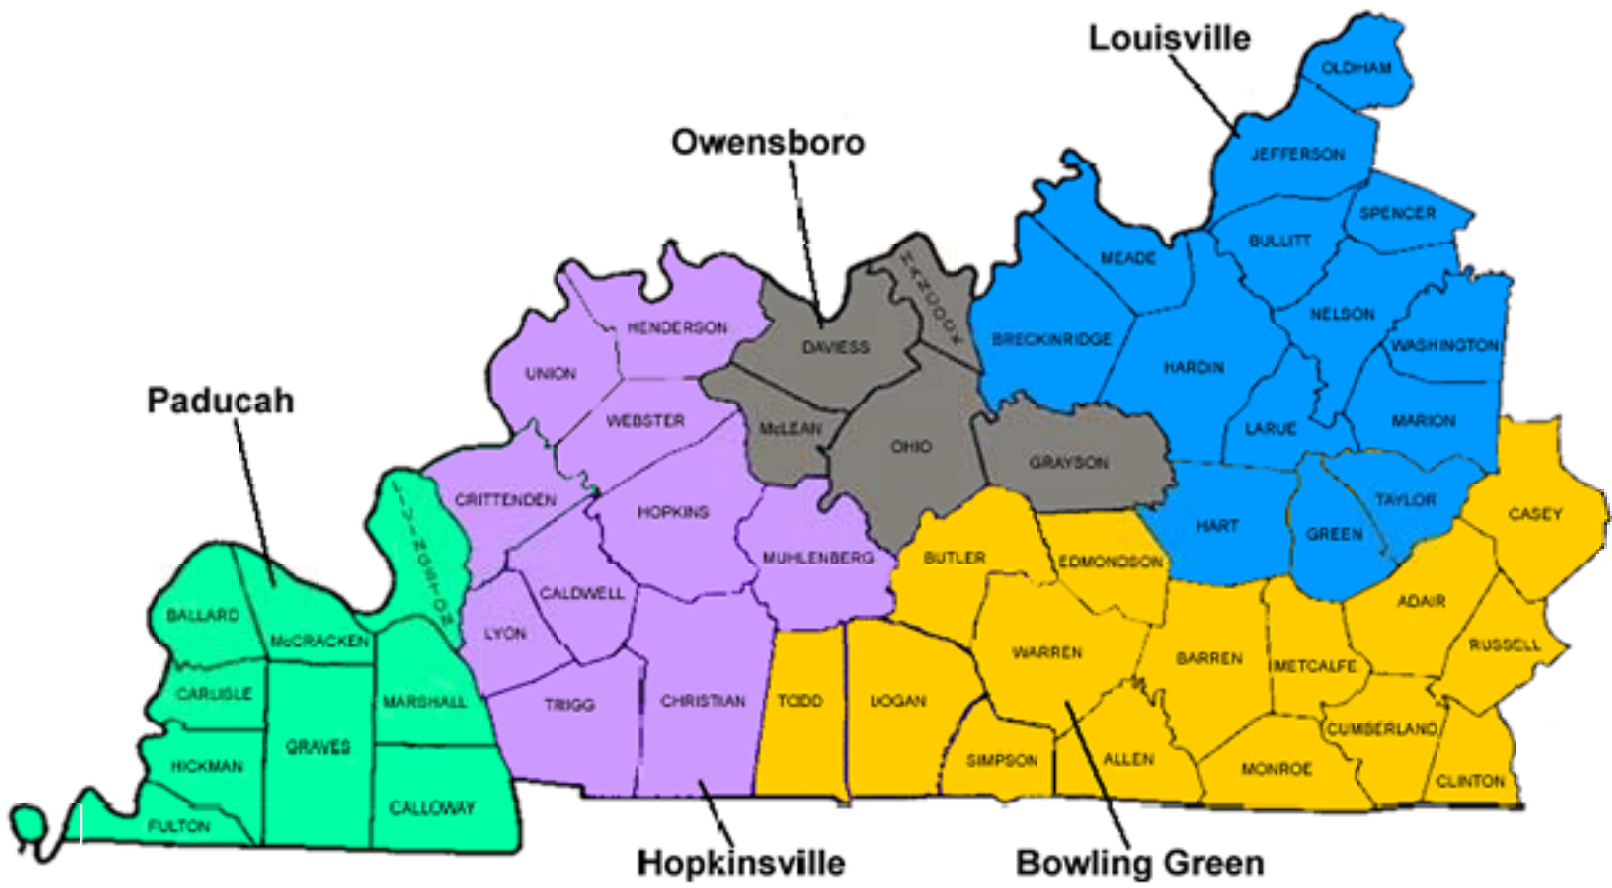 Louisville
OLDHAM
Owensboro
JEFFERSON
SPENCER
BULLITT
MEADE
HANCOCK
NELSON
HENDERSON
BRECKINRIDGE
WASHINGTON
DAVIESS
HARDIN
UNION
Paducah
WEBSTER
McLEAN
LARUE
MARION
OHIO
GRAYSON
LIVINGSTON
CRITTENDEN
HOPKINS
TAYLOR
CASEY
HART
GREEN
MUHLENBERG
BUTLER
EDMONDSON
CALDWELL
ADAIR
BALLARD
McCRACKEN
LYON
WARREN
BARREN
METCALFE
RUSSELL
CARLISLE
MARSHALL
TRIGG
CHRISTIAN
TODD
LOGAN
CUMBERLAND
GRAVES
HICKMAN
SIMPSON
ALLEN
MONROE
CLINTON
CALLOWAY
FULTON
Hopkinsville
Bowling Green